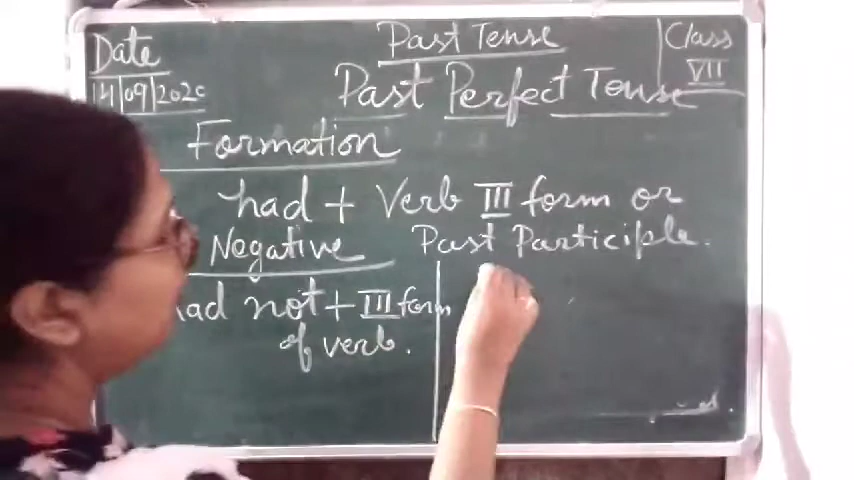 Date
14/09/2020
Past Tense
Class
VII
Past Perfect Tense
Formation
had + Verb III form or
Past Participle.
Negative
had not + III form
of verb.